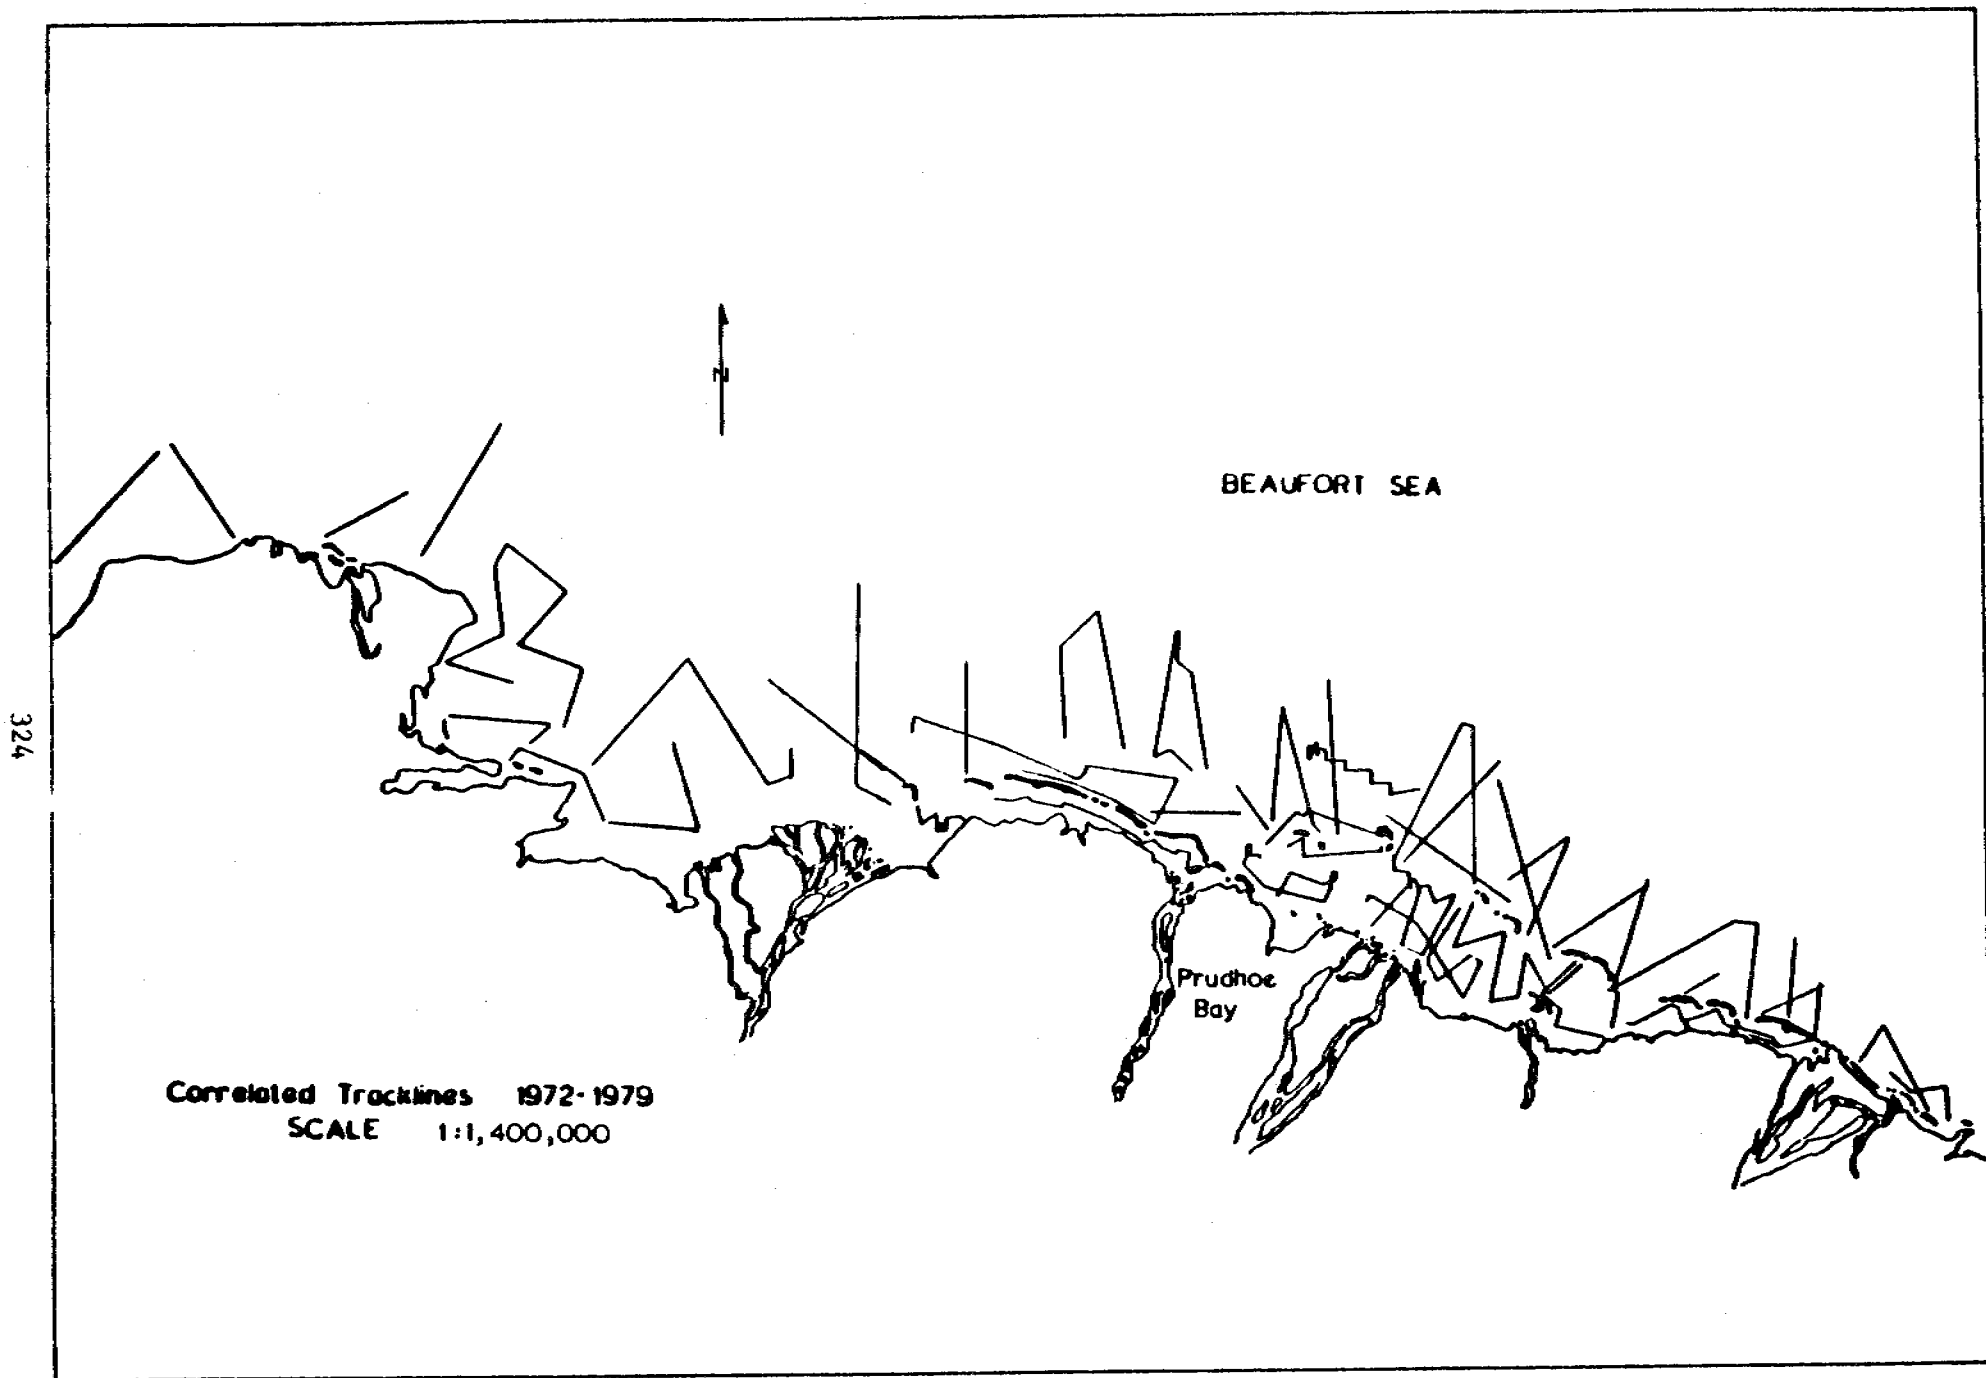 N
BEAUFORT SEA
Prudhoe
Bay
Correlated Tracklines 1972-1979
SCALE 1:1,400,000
324